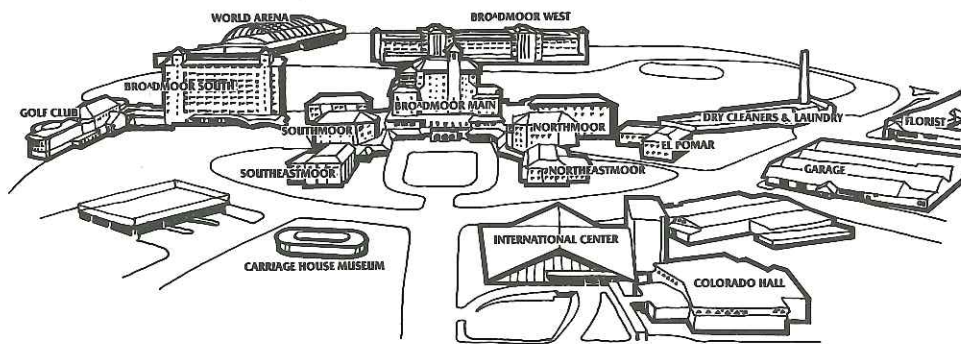 WORLD ARENA
BROADMOOR WEST
BROADMOOR SOUTH
BROADMOOR MAIN
GOLF CLUB
DRY CLEANERS & LAUNDRY
FLORIST
SOUTHMOOR
NORTHMOOR
EL POMAR
SOUTHEASTMOOR
NORTHEASTMOOR
GARAGE
INTERNATIONAL CENTER
CARRIAGE HOUSE MUSEUM
COLORADO HALL